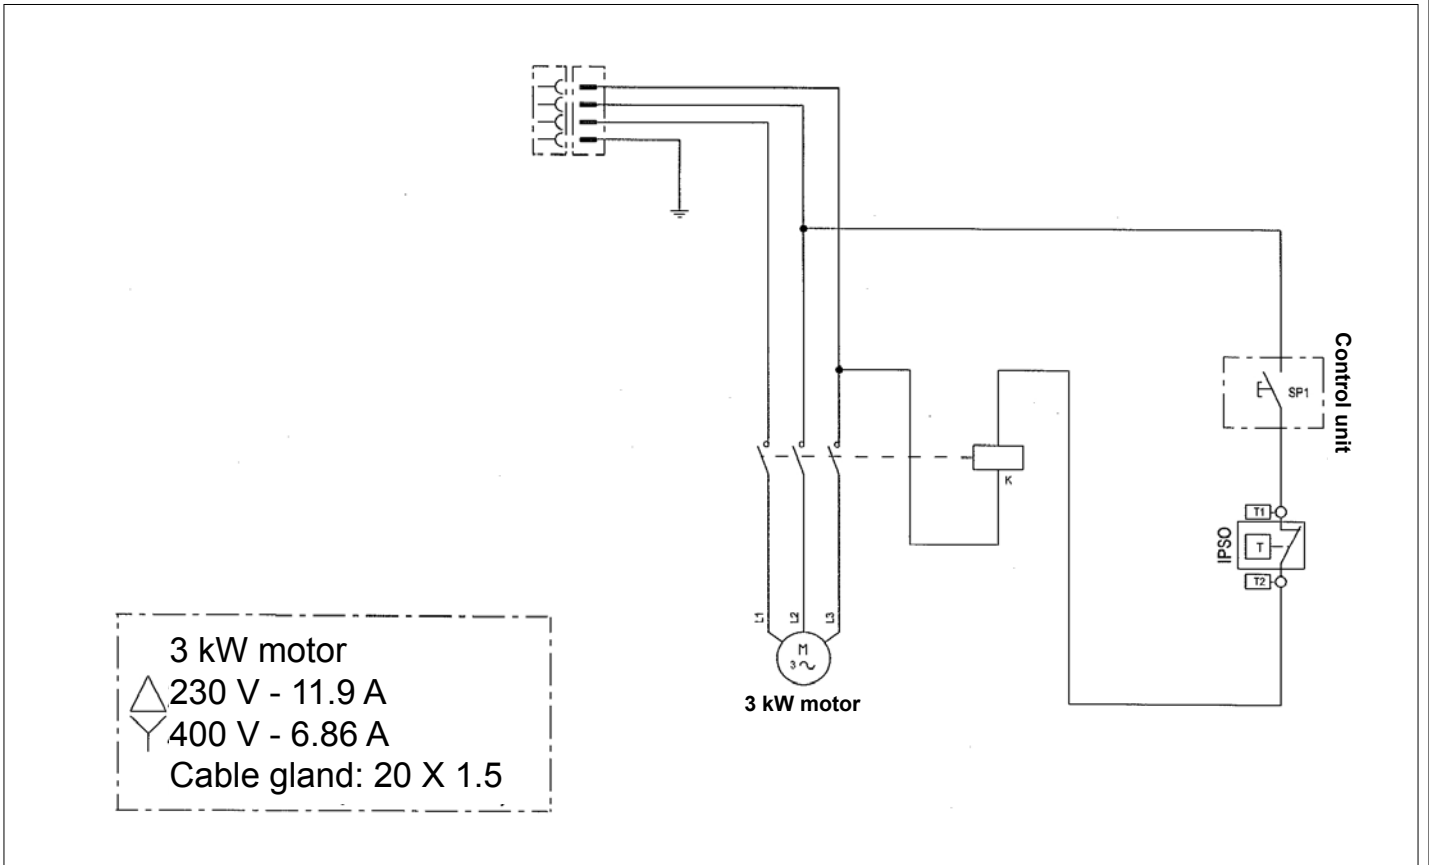 Control unit
SP1
K
T1
IPSO
T
T2
L1
L2
L3
M
3
3 kW motor
3 kW motor
230 V - 11.9 A
400 V - 6.86 A
Cable gland: 20 X 1.5